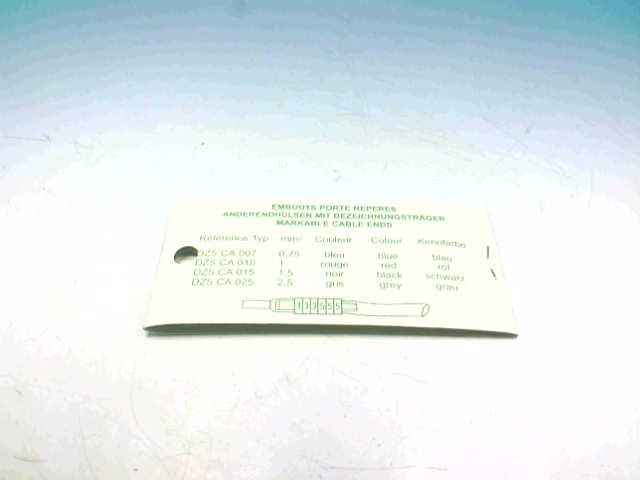 EMBOUTS PORTE REPERES
ANDERENDHÜLSEN MIT BEZEICHNUNGSTRÄGER
MARKABLE CABLE ENDS
Reference Typ mm² Couleur Colour Kennfarbe
DZ5 CA 007 0,75 bleu blue blau
DZ5 CA 010 1 rouge red rot
DZ5 CA 015 1,5 noir black schwarz
DZ5 CA 025 2,5 gris grey grau
133555